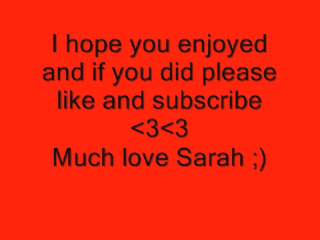 I hope you enjoyed
and if you did please
like and subscribe
<3<3
Much love Sarah ;)